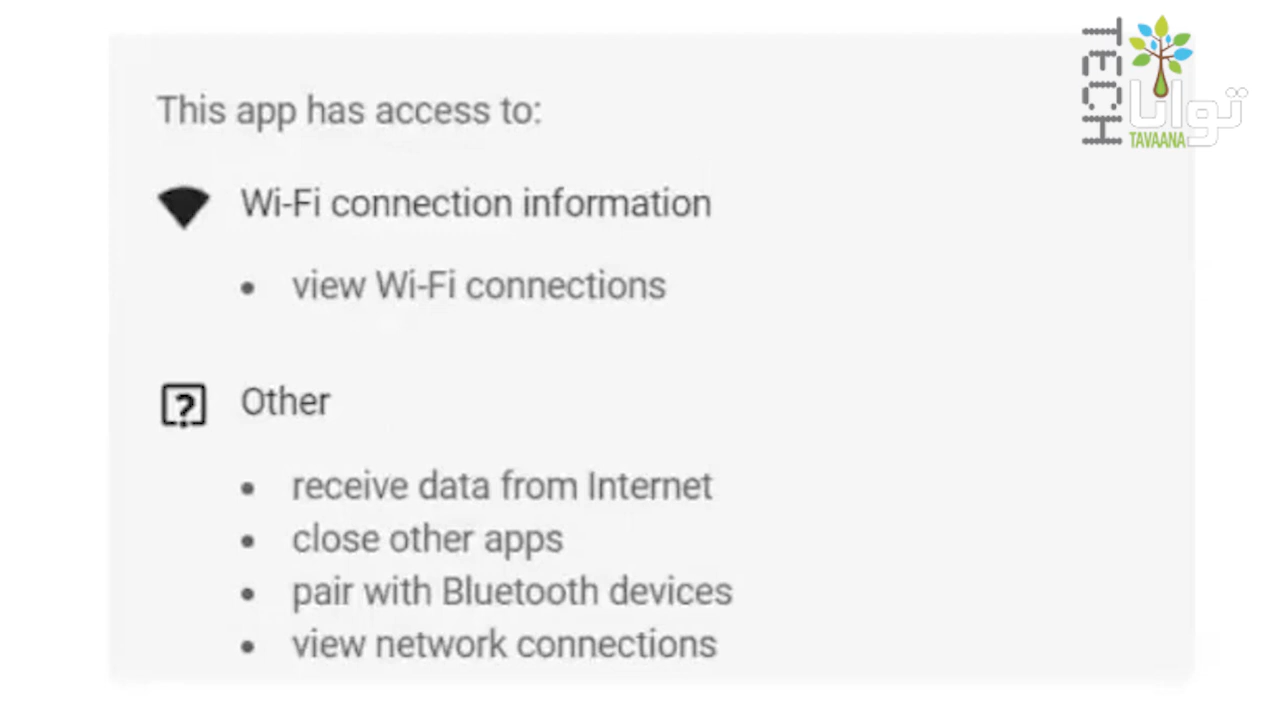 This app has access to:
Wi-Fi connection information
• view Wi-Fi connections
Other
• receive data from Internet
• close other apps
• pair with Bluetooth devices
• view network connections
TECH
توانا
TAVAANA